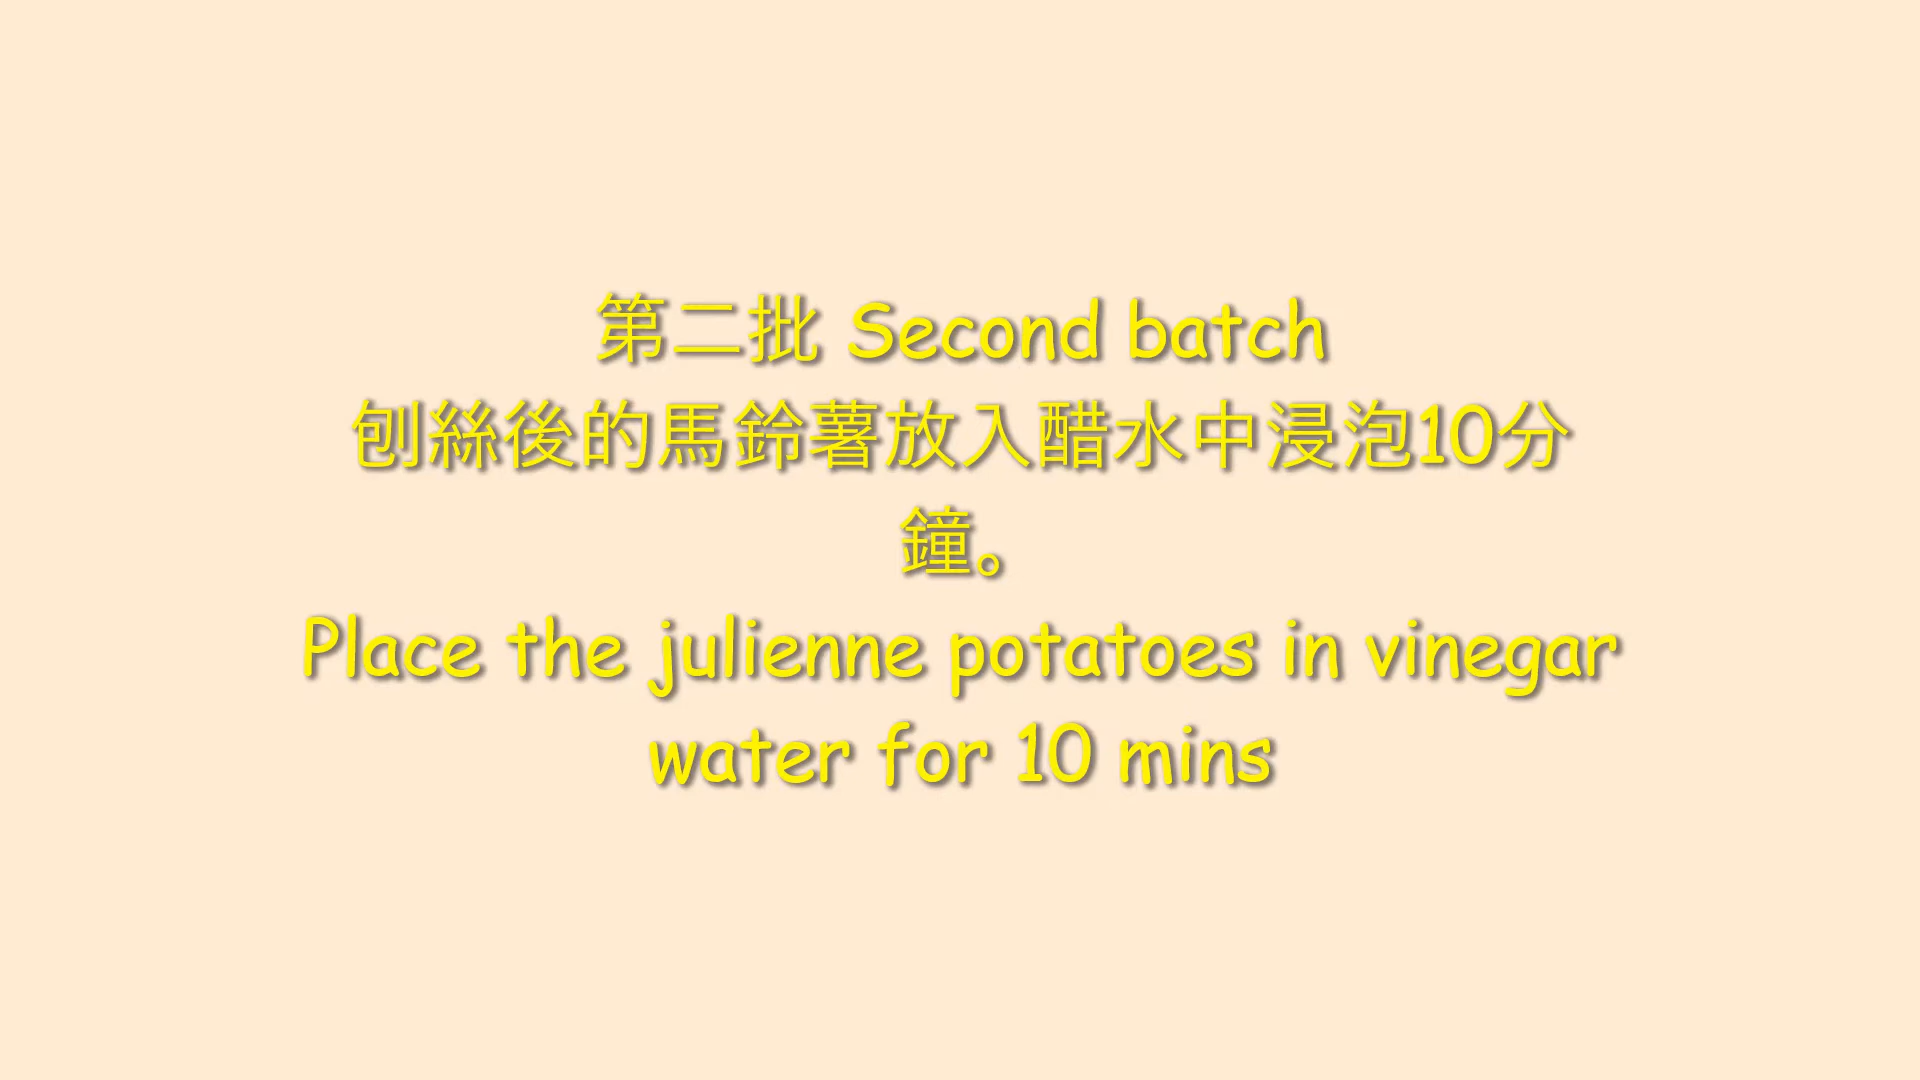 第二批 Second batch
刨絲後的馬鈴薯放入醋水中浸泡10分
鐘。
Place the julienne potatoes in vinegar
water for 10 mins